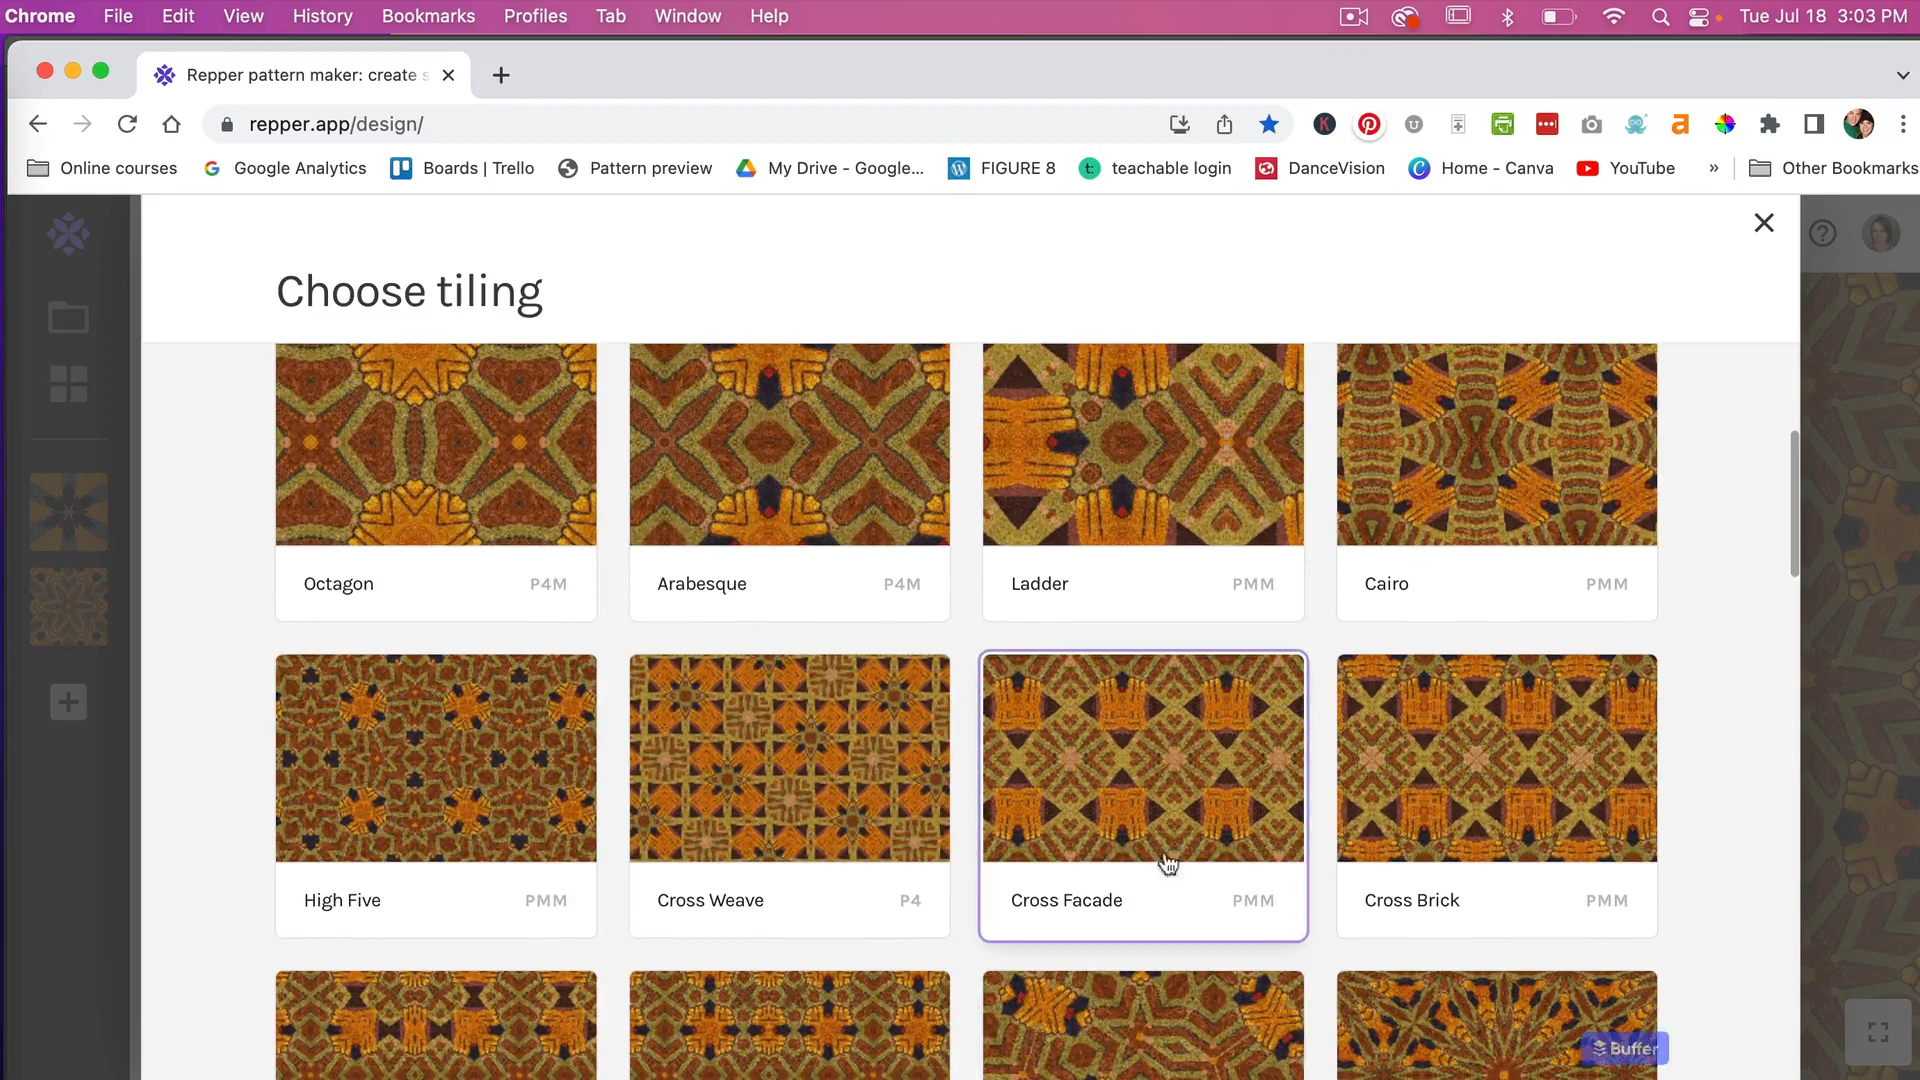 Chrome File Edit View History Bookmarks Profiles Tab Window Help Tue Jul 18 3:03 PM
Repper pattern maker: create s
repper.app/design/
Online courses Google Analytics Boards | Trello Pattern preview My Drive - Google... FIGURE 8 teachable login DanceVision Home - Canva YouTube » Other Bookmarks
Choose tiling
Octagon P4M Arabesque P4M Ladder PMM Cairo PMM
High Five PMM Cross Weave P4 Cross Facade PMM Cross Brick PMM
Buffer